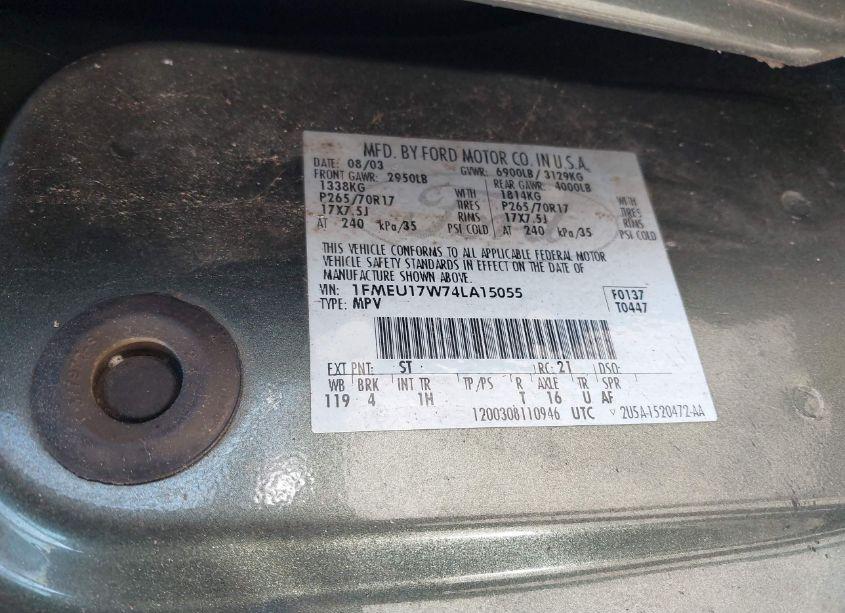 MFD. BY FORD MOTOR CO. IN U.S.A.
DATE: 08/03 GVWR: 6900LB / 3129KG
FRONT GAWR: 2950LB REAR GAWR: 4000LB
1338KG WITH 1814KG WITH
P265/70R17 TIRES P265/70R17 TIRES
17X7.5J RIMS 17X7.5J RIMS
AT 240 kPa/35 PSI COLD AT 240 kPa/35 PSI COLD
THIS VEHICLE CONFORMS TO ALL APPLICABLE FEDERAL MOTOR
VEHICLE SAFETY STANDARDS IN EFFECT ON THE DATE OF
MANUFACTURE SHOWN ABOVE.
VIN: 1FMEU17W74LA15055 F0137
TYPE: MPV T0447
EXT PNT: ST RC: 21 DSO:
WB BRK INT TR TP/PS R AXLE TR SPR
119 4 1H T 16 U AF
1200308110946 UTC 2U5A-1520472-AA